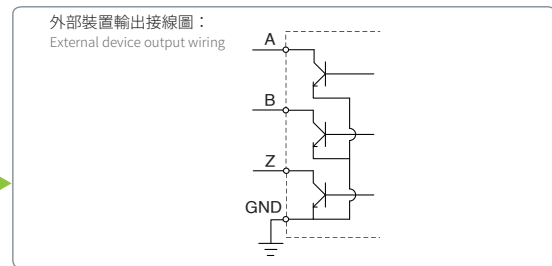 外部裝置輸出接線圖：
External device output wiring
A
B
Z
GND